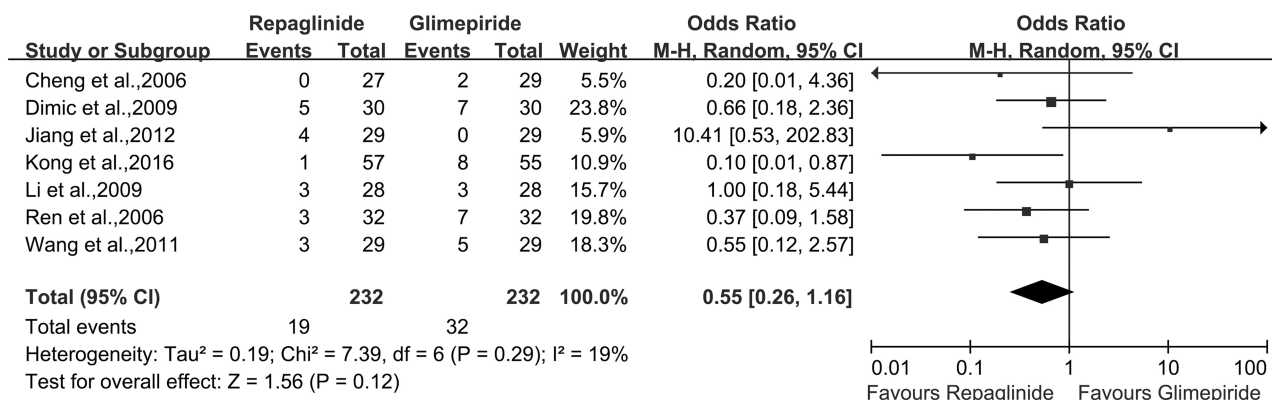 Repaglinide Glimepiride Odds Ratio Odds Ratio
Study or Subgroup Events Total Events Total Weight M-H, Random, 95% CI M-H, Random, 95% CI
Cheng et al.,2006 0 27 2 29 5.5% 0.20 [0.01, 4.36]
Dimic et al.,2009 5 30 7 30 23.8% 0.66 [0.18, 2.36]
Jiang et al.,2012 4 29 0 29 5.9% 10.41 [0.53, 202.83]
Kong et al.,2016 1 57 8 55 10.9% 0.10 [0.01, 0.87]
Li et al.,2009 3 28 3 28 15.7% 1.00 [0.18, 5.44]
Ren et al.,2006 3 32 7 32 19.8% 0.37 [0.09, 1.58]
Wang et al.,2011 3 29 5 29 18.3% 0.55 [0.12, 2.57]
Total (95% CI) 232 232 100.0% 0.55 [0.26, 1.16]
Total events 19 32
Heterogeneity: Tau² = 0.19; Chi² = 7.39, df = 6 (P = 0.29); I² = 19%
Test for overall effect: Z = 1.56 (P = 0.12)
0.01 0.1 1 10 100
Favours Repaglinide Favours Glimepiride